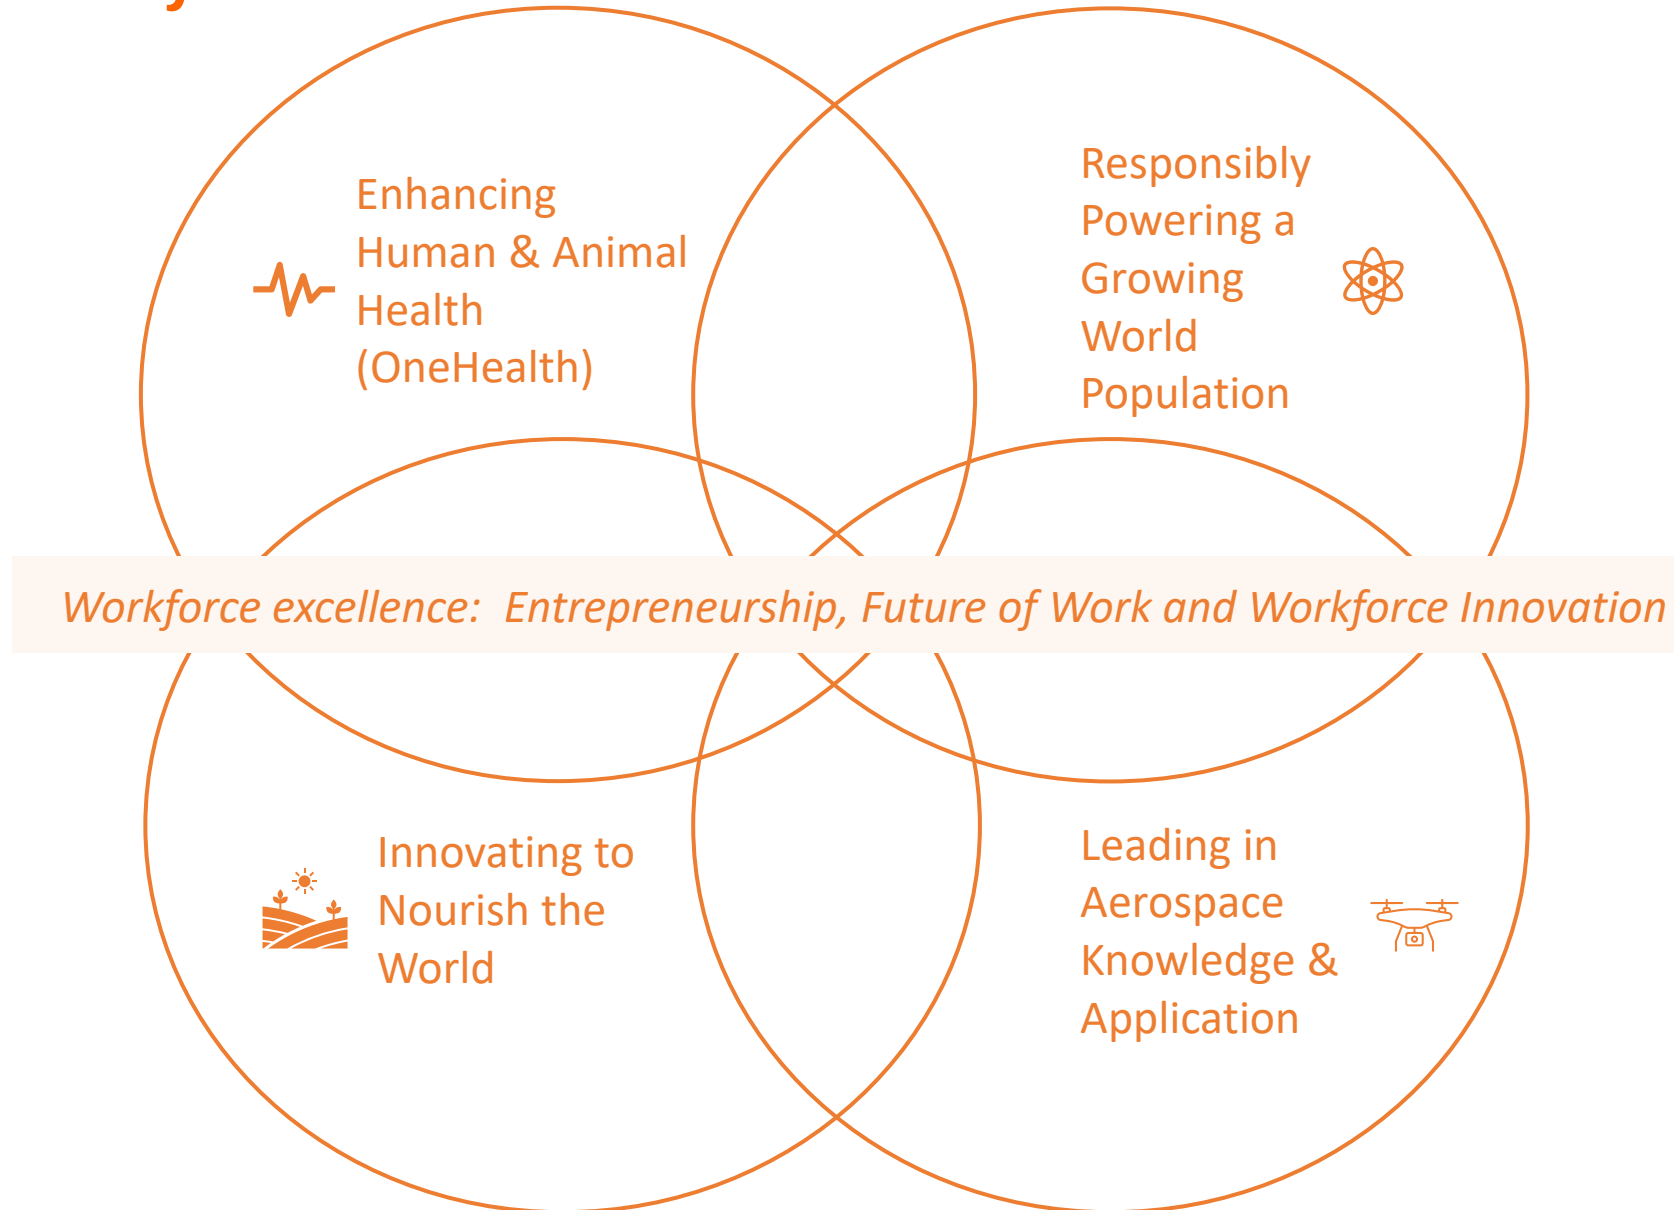 Enhancing
Human & Animal
Health
(OneHealth)
Responsibly
Powering a
Growing
World
Population
Workforce excellence:  Entrepreneurship, Future of Work and Workforce Innovation
Innovating to
Nourish the
World
Leading in
Aerospace
Knowledge &
Application